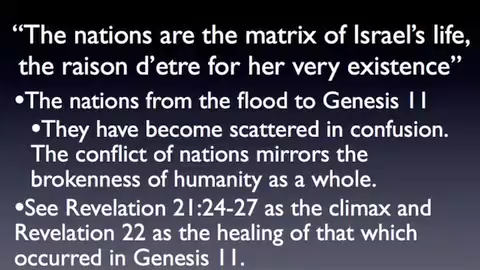 “The nations are the matrix of Israel’s life,
the raison d’etre for her very existence”
•The nations from the flood to Genesis 11
•They have become scattered in confusion.
The conflict of nations mirrors the
brokenness of humanity as a whole.
•See Revelation 21:24-27 as the climax and
Revelation 22 as the healing of that which
occurred in Genesis 11.